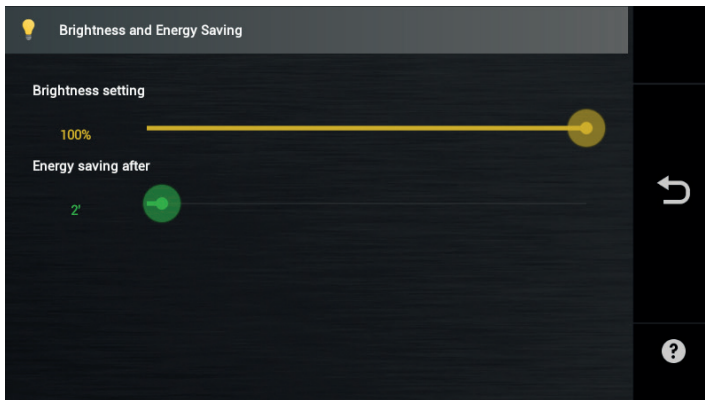 Brightness and Energy Saving
Brightness setting
100%
Energy saving after
2'
?